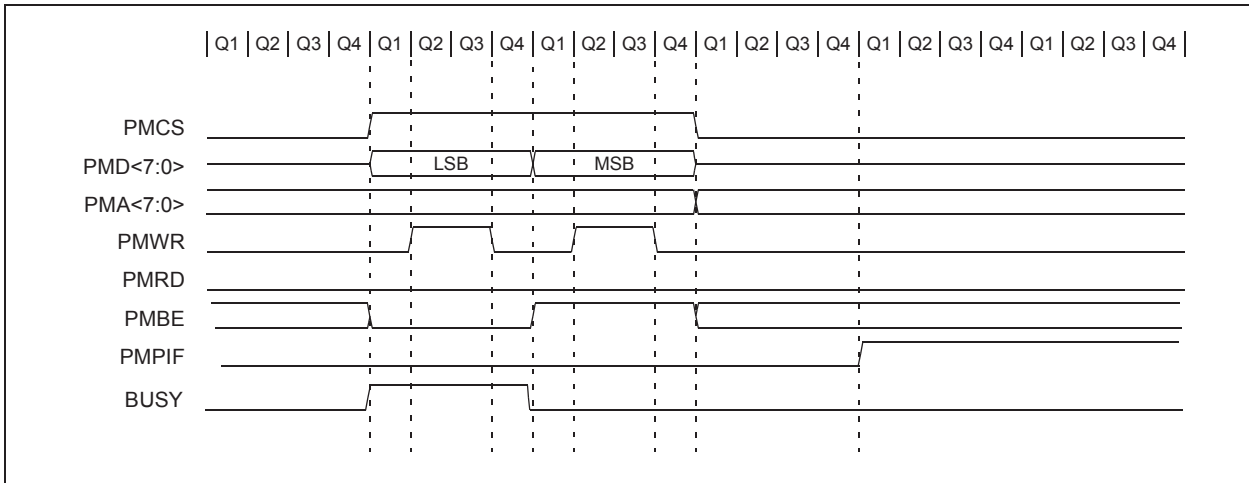 Q1 Q2 Q3 Q4 Q1 Q2 Q3 Q4 Q1 Q2 Q3 Q4 Q1 Q2 Q3 Q4 Q1 Q2 Q3 Q4 Q1 Q2 Q3 Q4
PMCS
PMD<7:0> LSB MSB
PMA<7:0>
PMWR
PMRD
PMBE
PMPIF
BUSY